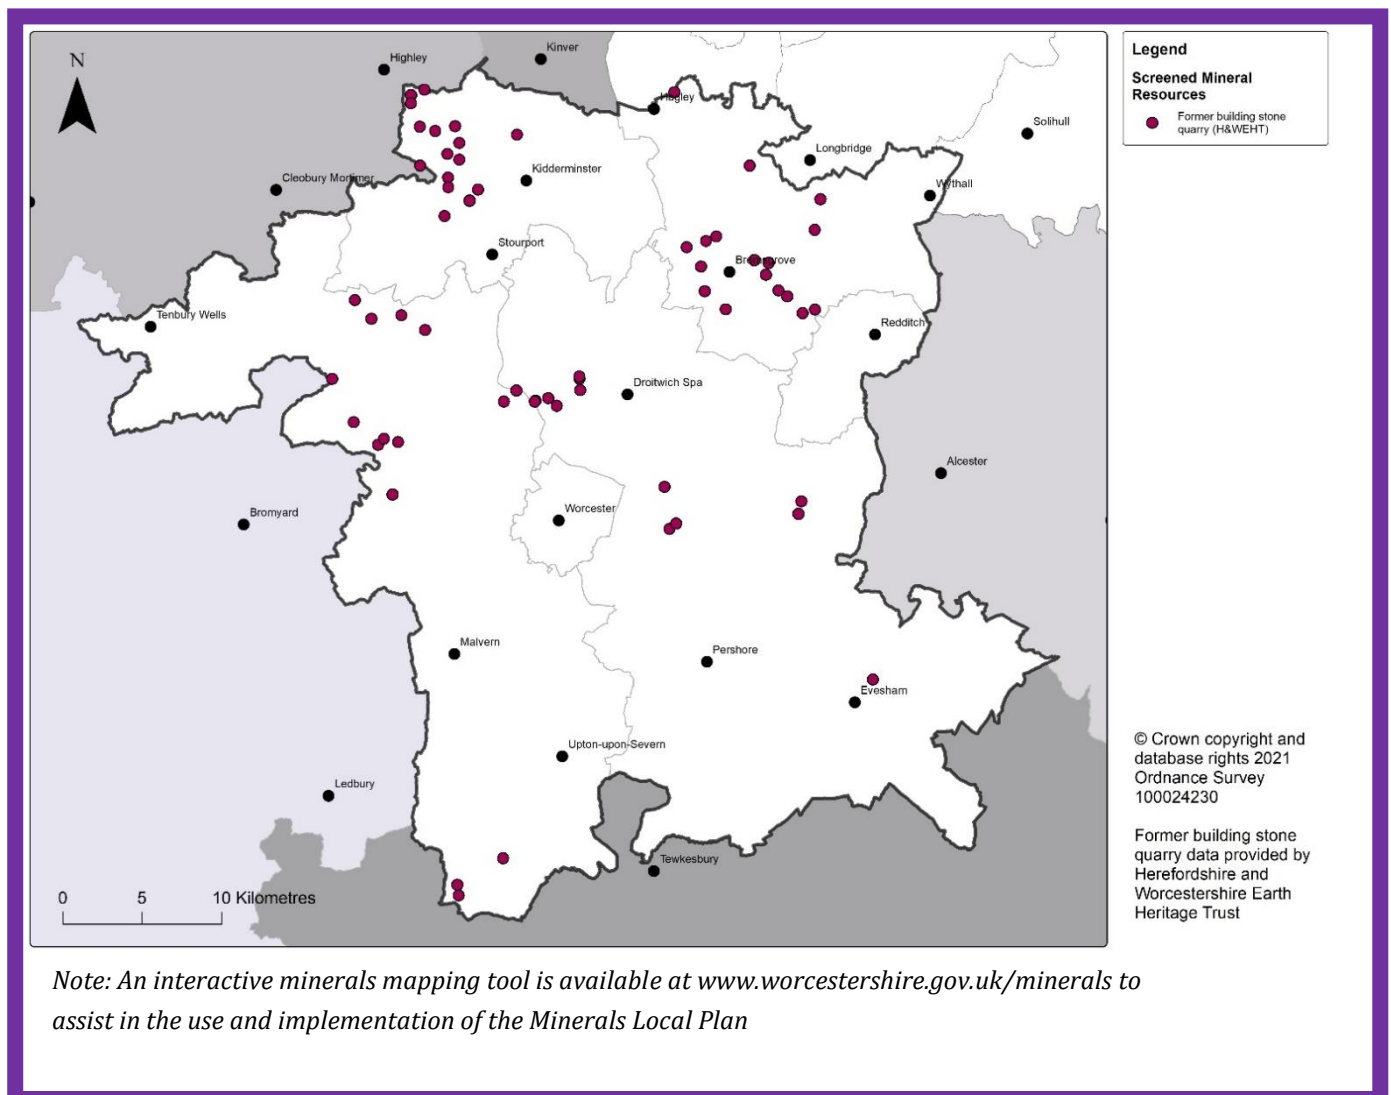 N
Highley
Kinver
Hagley
Solihull
Longbridge
Cleobury Mortimer
Kidderminster
Wythall
Stourport
Bromsgrove
Tenbury Wells
Redditch
Droitwich Spa
Alcester
Bromyard
Worcester
Malvern
Pershore
Evesham
Upton-upon-Severn
Ledbury
Tewkesbury
0 5 10 Kilometres
Legend
Screened Mineral
Resources
Former building stone
quarry (H&WEHT)
© Crown copyright and
database rights 2021
Ordnance Survey
100024230
Former building stone
quarry data provided by
Herefordshire and
Worcestershire Earth
Heritage Trust
Note: An interactive minerals mapping tool is available at www.worcestershire.gov.uk/minerals to
assist in the use and implementation of the Minerals Local Plan